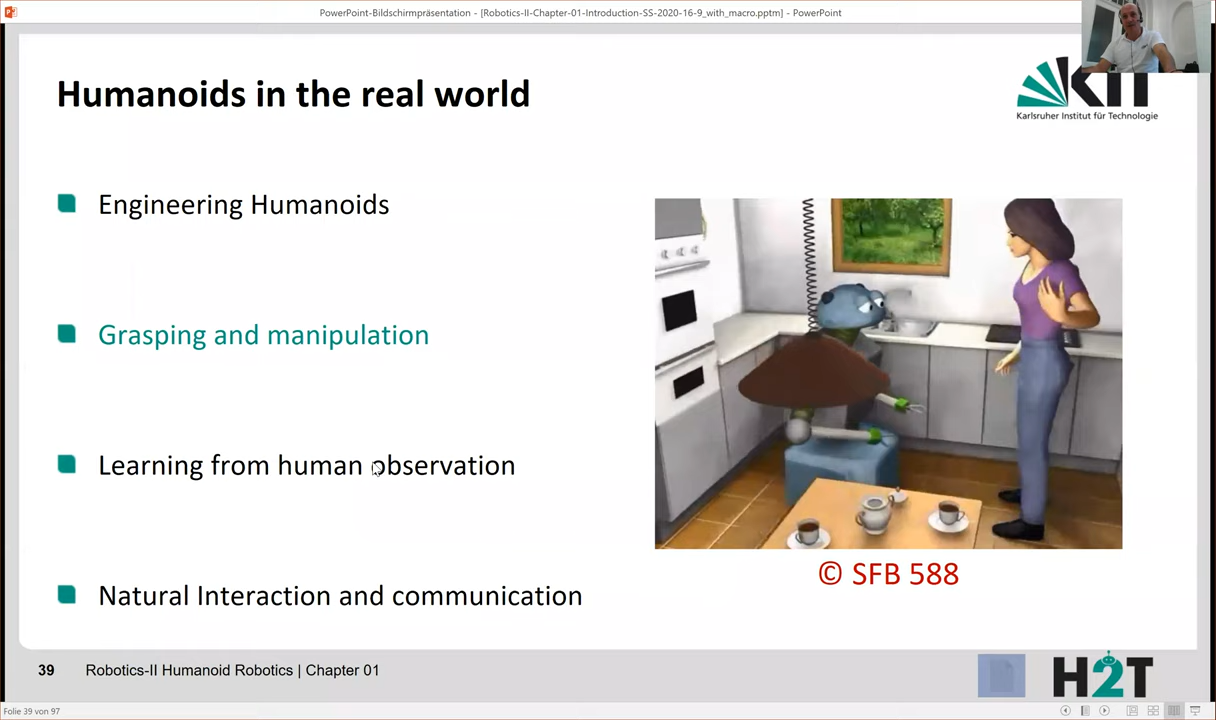 PowerPoint-Bildschirmpräsentation - [Robotics-II-Chapter-01-Introduction-SS-2020-16-9_with_macro.pptm] - PowerPoint
Humanoids in the real world
KIT
Karlsruher Institut für Technologie
Engineering Humanoids
Grasping and manipulation
Learning from human observation
Natural Interaction and communication
© SFB 588
39 Robotics-II Humanoid Robotics | Chapter 01
H2T
Folie 39 von 97